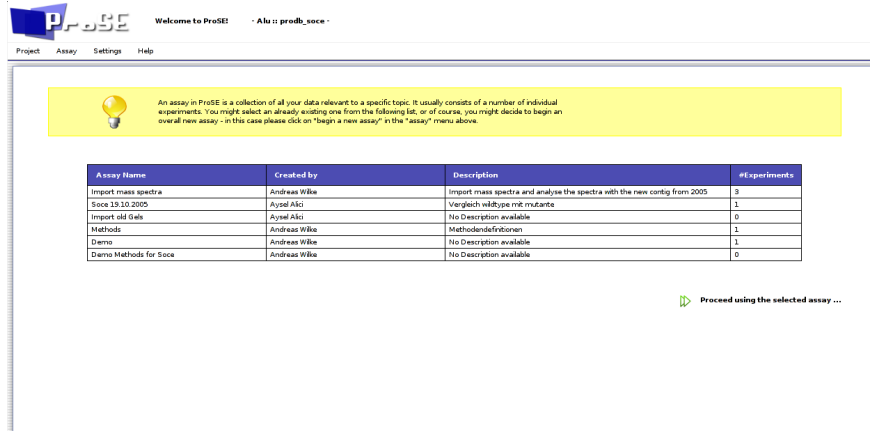 ProSE
Welcome to ProSE! - Alu :: prodb_soce -
Project Assay Settings Help
An assay in ProSE is a collection of all your data relevant to a specific topic. It usually consists of a number of individual
experiments. You might select an already existing one from the following list, or of course, you might decide to begin an
overall new assay - in this case please click on "begin a new assay" in the "assay" menu above.
Assay Name Created by Description #Experiments
Import mass spectra Andreas Wilke Import mass spectra and analyse the spectra with the new contig from 2005 3
Soce 19.10.2005 Aysel Alici Vergleich wildtype mit mutante 1
Import old Gels Aysel Alici No Description available 0
Methods Andreas Wilke Methodendefinitionen 1
Demo Andreas Wilke No Description available 1
Demo Methods for Soce Andreas Wilke No Description available 0
Proceed using the selected assay ...